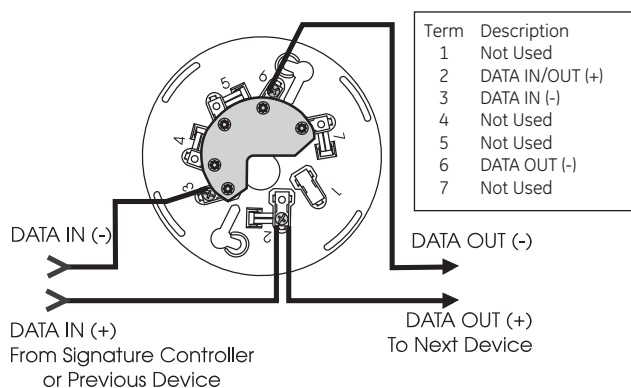 Term Description
1 Not Used
2 DATA IN/OUT (+)
3 DATA IN (-)
4 Not Used
5 Not Used
6 DATA OUT (-)
7 Not Used
6
5
7
4
3
1
2
DATA IN (-)
DATA OUT (-)
DATA IN (+)
From Signature Controller
or Previous Device
DATA OUT (+)
To Next Device